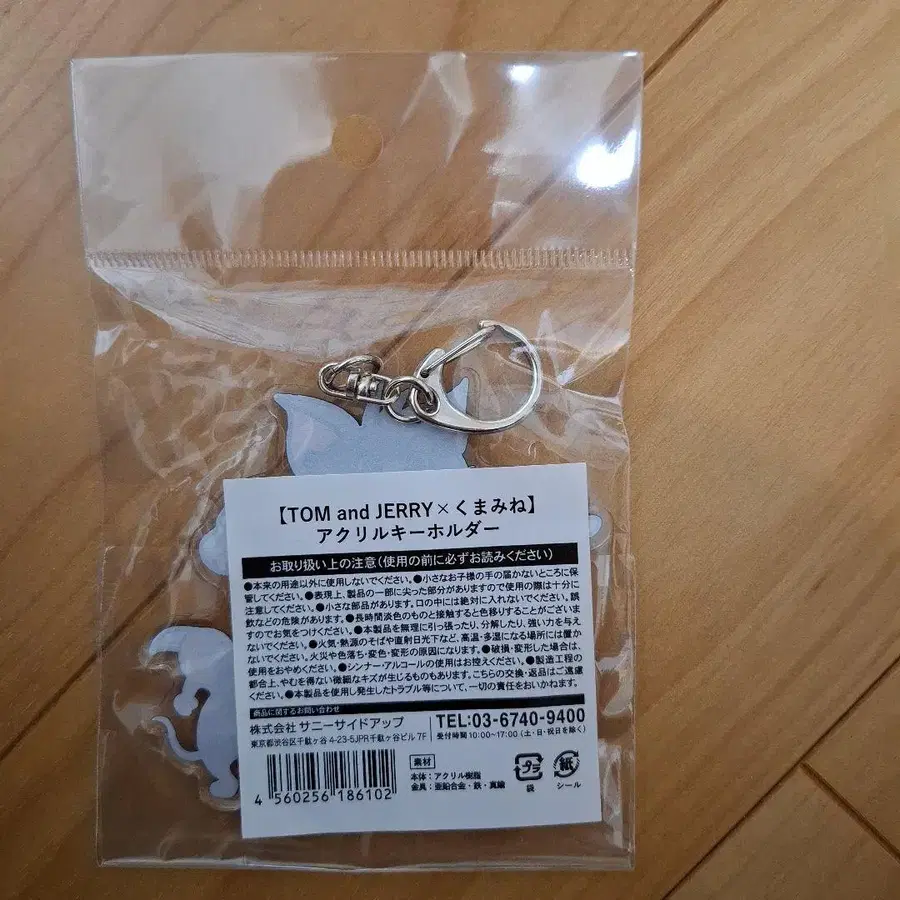 【TOM and JERRY×くまみね】
アクリルキーホルダー
お取り扱い上の注意（使用の前に必ずお読みください）
●本来の用途以外に使用しないでください。●小さなお子様の手の届かないところに保
管してください。●表現上、製品の一部に尖った部分がありますので使用の際は十分に
注意してください。●小さな部品があります。口の中には絶対に入れないでください。誤
飲などの危険があります。●長時間淡色のものと接触すると色移りすることがございま
すのでお気をつけください。●本製品を無理に引っ張ったり、分解したり、強い力を与え
ないでください。●火気・熱源のそばや直射日光下など、高温・多湿になる場所には置か
ないでください。火災や色落ち・変色・変形の原因になります。●破損・変形した場合は、
使用をおやめください。●シンナー・アルコールの使用はお控えください。●製造工程の
都合上、やむを得ない微細なキズが生じるものもあります。こちらの交換・返品はご遠慮
ください。●本製品を使用し発生したトラブル等について、一切の責任をおいかねます。
商品に関するお問い合わせ
株式会社 サニーサイドアップ
TEL:03-6740-9400
東京都渋谷区千駄ヶ谷 4-23-5JPR千駄ヶ谷ビル 7F
受付時間 10:00~17:00（土・日・祝日を除く）
素材
本体：アクリル樹脂
金具：亜鉛合金・鉄・真鍮
プラ
袋
紙
シール
4 560256 186102